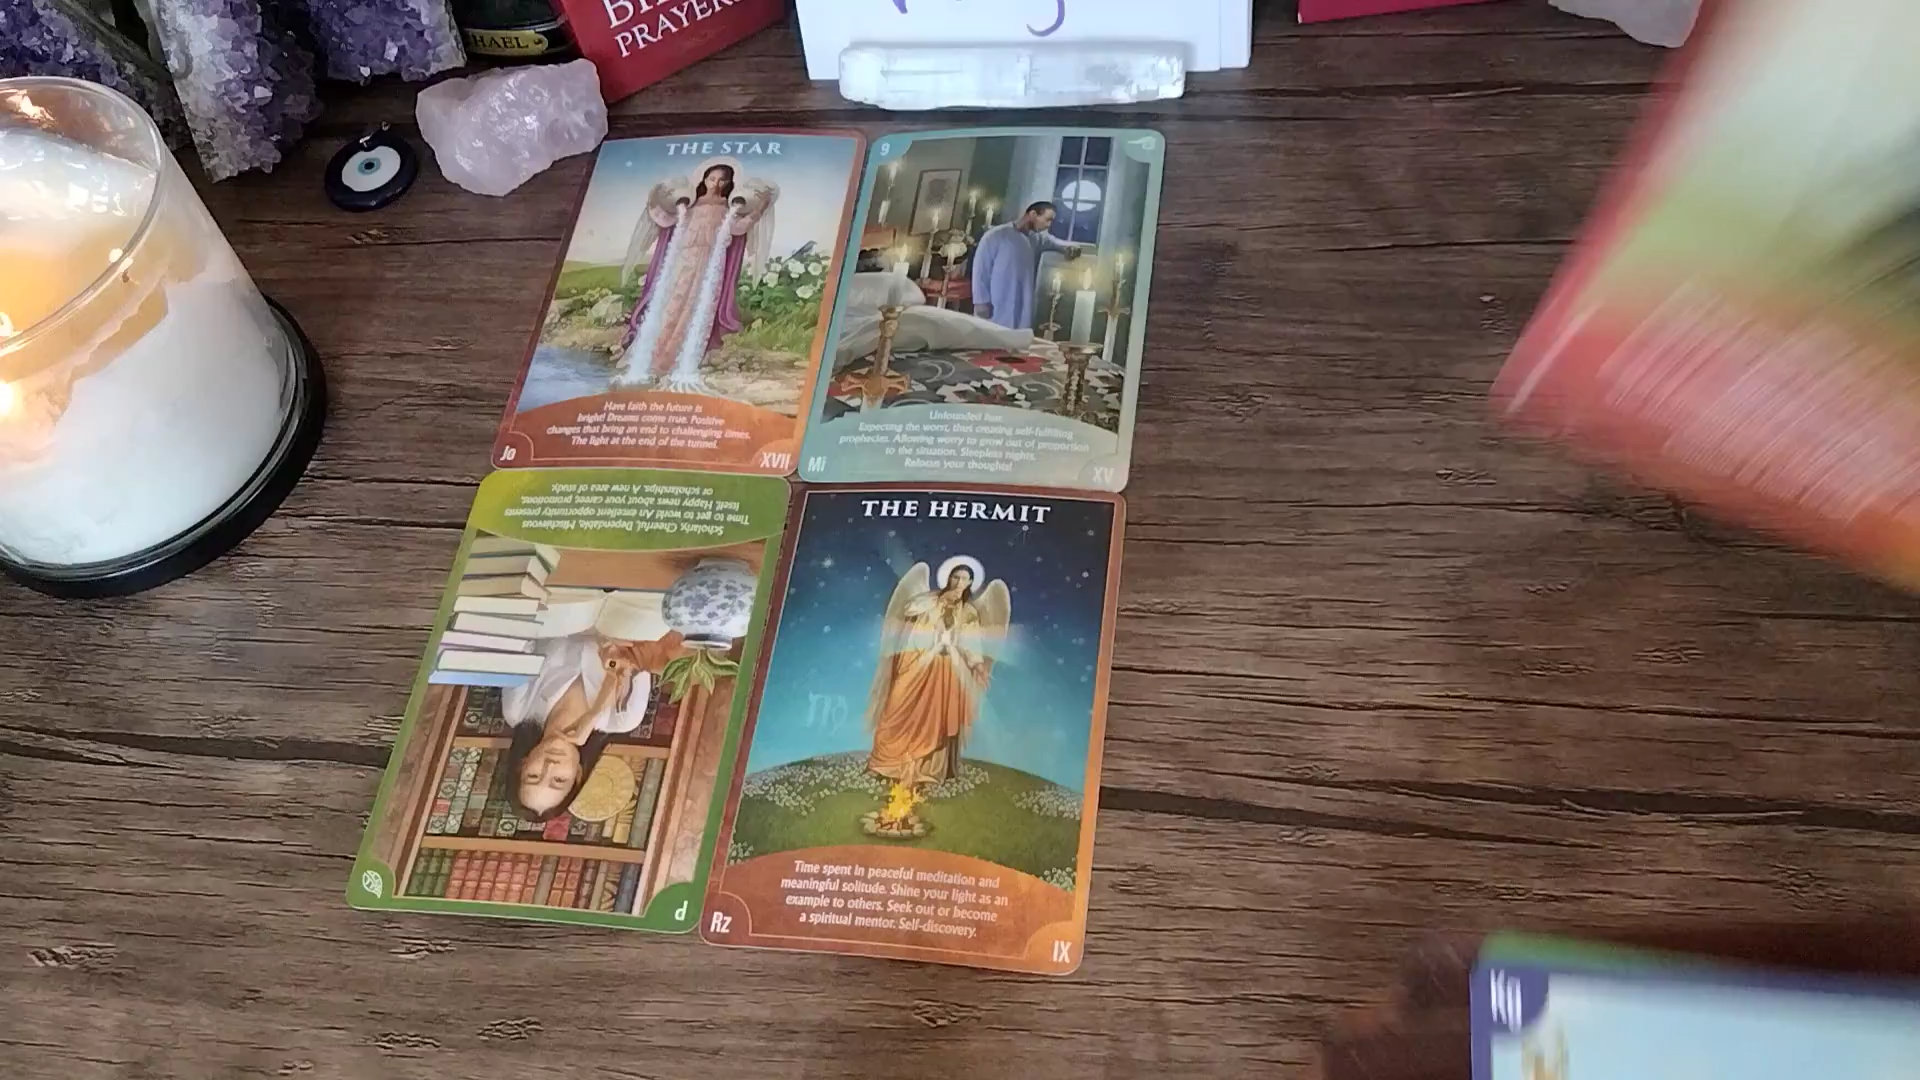 PRAYERS
HAEL
THE STAR
Have faith the future is
bright! Dreams come true. Positive
changes that bring an end to challenging times.
The light at the end of the tunnel.
Jo
XVII
9
Unfounded fear.
Expecting the worst, thus creating self-fulfilling
prophecies. Allowing worry to grow out of proportion
to the situation. Sleepless nights.
Refocus your thoughts!
Mi
XV
Scholarly, Cheerful, Dependable, Mischievous
Time to get to work! An excellent opportunity presents
itself. Happy news about your career, promotions,
or scholarships. A new area of study.
P
THE HERMIT
Time spent in peaceful meditation and
meaningful solitude. Shine your light as an
example to others. Seek out or become
a spiritual mentor. Self-discovery.
Rz
IX